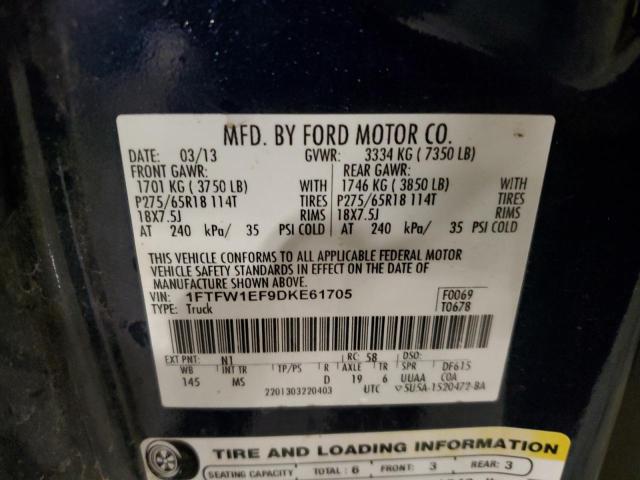 MFD. BY FORD MOTOR CO.
DATE: 03/13 GVWR: 3334 KG ( 7350 LB)
FRONT GAWR: REAR GAWR:
1701 KG ( 3750 LB) WITH 1746 KG ( 3850 LB) WITH
P275/65R18 114T TIRES P275/65R18 114T TIRES
18X7.5J RIMS 18X7.5J RIMS
AT 240 kPa/ 35 PSI COLD AT 240 kPa/ 35 PSI COLD
THIS VEHICLE CONFORMS TO ALL APPLICABLE FEDERAL MOTOR
VEHICLE SAFETY STANDARDS IN EFFECT ON THE DATE OF
MANUFACTURE SHOWN ABOVE.
VIN: 1FTFW1EF9DKE61705 F0069
TYPE: Truck T0678
EXT PNT: N1 RC: 58 DSO:
WB INT TR TP/PS R AXLE TR SPR DF615
145 MS D 19 6 UUAA COA
2201303220403 UTC 5U5A-1520472-BA
TIRE AND LOADING INFORMATION
SEATING CAPACITY TOTAL: 6 FRONT: 3 REAR: 3